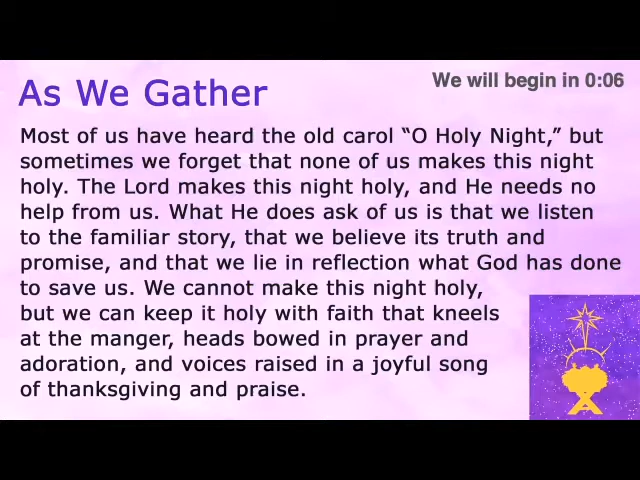 We will begin in 0:06
As We Gather
Most of us have heard the old carol “O Holy Night,” but
sometimes we forget that none of us makes this night
holy. The Lord makes this night holy, and He needs no
help from us. What He does ask of us is that we listen
to the familiar story, that we believe its truth and
promise, and that we lie in reflection what God has done
to save us. We cannot make this night holy,
but we can keep it holy with faith that kneels
at the manger, heads bowed in prayer and
adoration, and voices raised in a joyful song
of thanksgiving and praise.